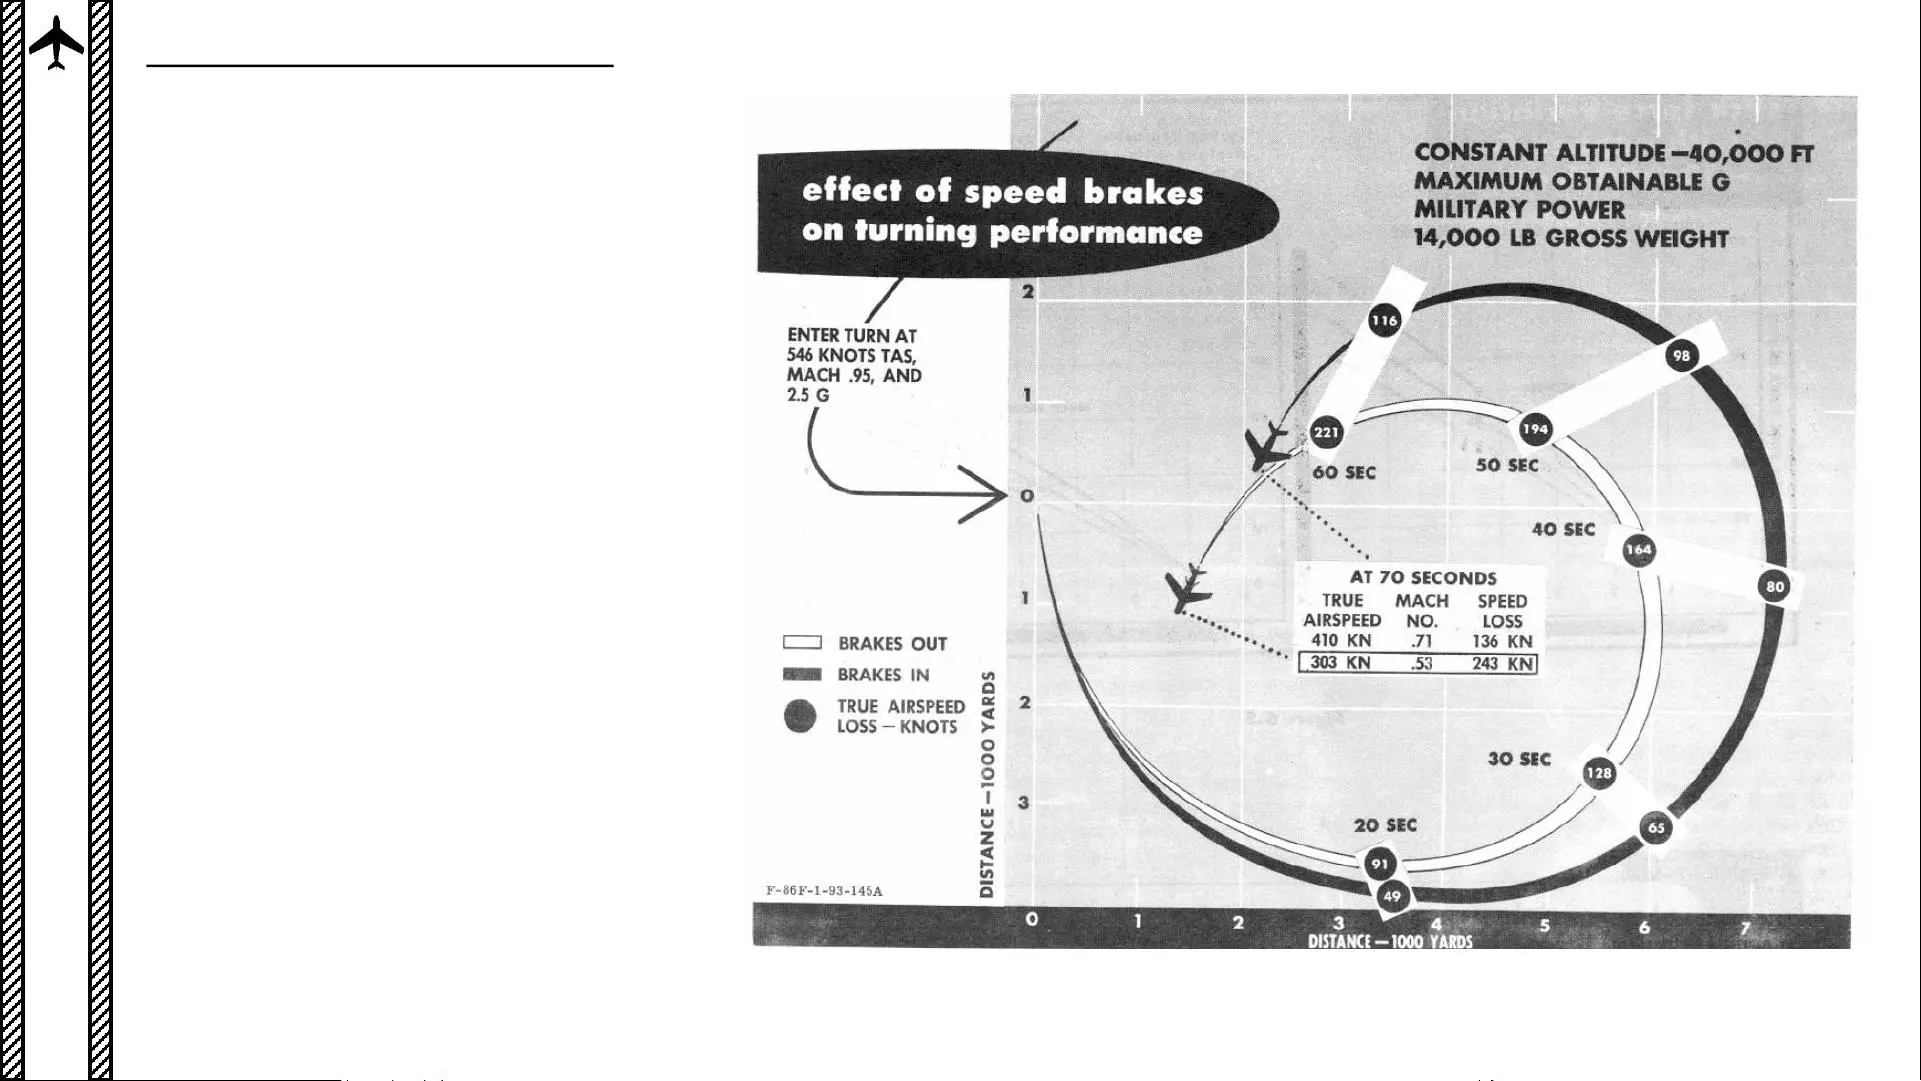 effect of speed brakes
on turning performance
CONSTANT ALTITUDE—40,000 FT
MAXIMUM OBTAINABLE G
MILITARY POWER
14,000 LB GROSS WEIGHT
ENTER TURN AT
546 KNOTS TAS,
MACH .95, AND
2.5 G
2
1
0
1
2
3
DISTANCE—1000 YARDS
116
98
221
194
60 SEC
50 SEC
40 SEC
164
80
AT 70 SECONDS
TRUE AIRSPEED MACH NO. SPEED LOSS
410 KN .71 136 KN
303 KN .53 243 KN
BRAKES OUT
BRAKES IN
TRUE AIRSPEED
LOSS—KNOTS
30 SEC
128
65
20 SEC
91
49
F-86F-1-93-145A
0 1 2 3 4 5 6 7
DISTANCE—1000 YARDS